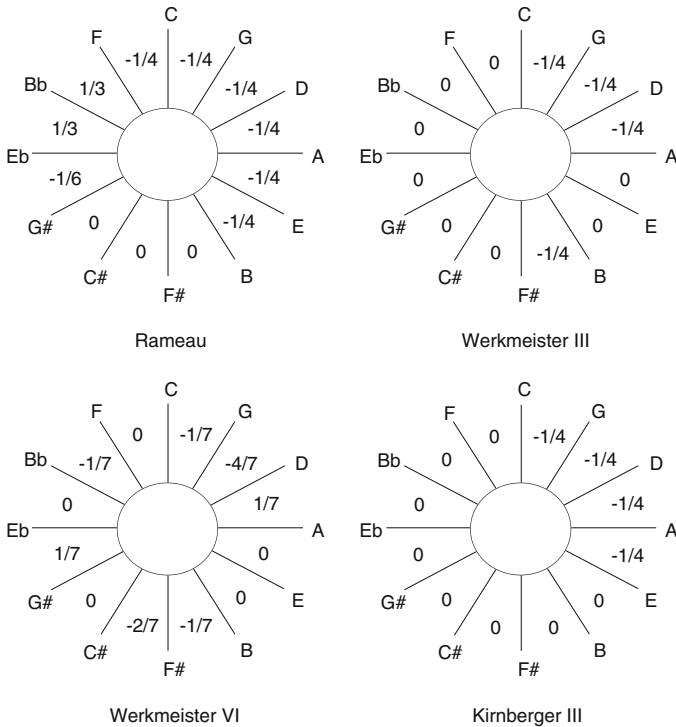 C
F -1/4 -1/4 G
Bb 1/3 -1/4 D
1/3 -1/4
Eb A
-1/6 -1/4
G# 0 -1/4 E
C# 0 0 B
F#
Rameau
C
F 0 -1/4 G
Bb 0 -1/4 D
0 -1/4
Eb A
0 0
G# 0 0 E
C# 0 -1/4 B
F#
Werkmeister III
C
F 0 -1/7 G
Bb -1/7 -4/7 D
0 1/7
Eb A
1/7 0
G# 0 0 E
C# -2/7 -1/7 B
F#
Werkmeister VI
C
F 0 -1/4 G
Bb 0 -1/4 D
0 -1/4
Eb A
0 -1/4
G# 0 0 E
C# 0 0 B
F#
Kirnberger III